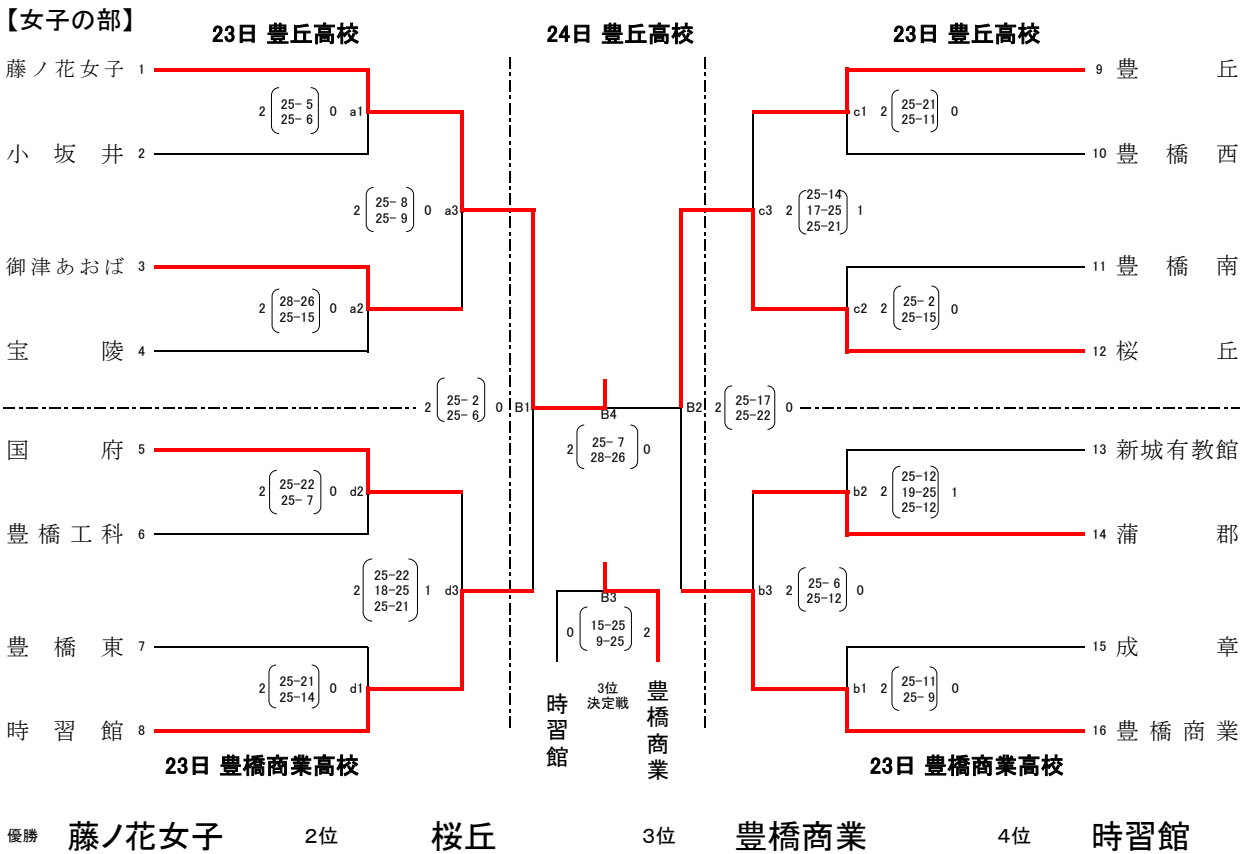 【女子の部】
23日 豊丘高校
24日 豊丘高校
23日 豊丘高校
藤ノ花女子 1
2 25- 5 0 a1
25- 6
小坂井 2
2 25- 8 0 a3
25- 9
御津あおば 3
2 28-26 0 a2
25-15
宝陵 4
2 25- 2 0 B1
25- 6
国府 5
2 25-22 0 d2
25- 7
豊橋工科 6
2 25-22 1 d3
18-25
25-21
豊橋東 7
2 25-21 0 d1
25-14
時習館 8
23日 豊橋商業高校
B4
2 25- 7 0
28-26
B3
0 15-25 2
9-25
3位
決定戦
時習館
豊橋商業
9 豊丘
c1 2 25-21 0
25-11
10 豊橋西
c3 2 25-14 1
17-25
25-21
11 豊橋南
c2 2 25- 2 0
25-15
12 桜丘
B2 2 25-17 0
25-22
13 新城有教館
b2 2 25-12 1
19-25
25-12
14 蒲郡
b3 2 25- 6 0
25-12
15 成章
b1 2 25-11 0
25- 9
16 豊橋商業
23日 豊橋商業高校
優勝 藤ノ花女子 2位 桜丘 3位 豊橋商業 4位 時習館